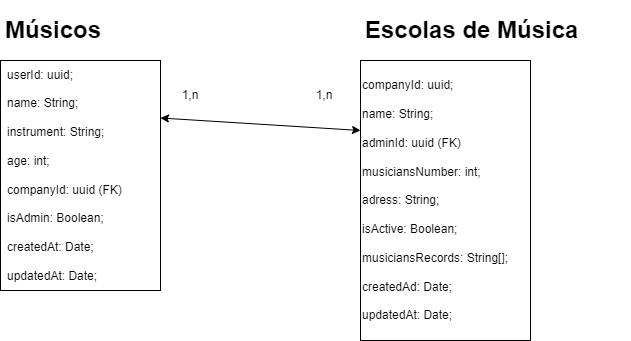 Músicos
userId: uuid;
name: String;
instrument: String;
age: int;
companyId: uuid (FK)
isAdmin: Boolean;
createdAt: Date;
updatedAt: Date;
1,n
1,n
Escolas de Música
companyId: uuid;
name: String;
adminId: uuid (FK)
musiciansNumber: int;
adress: String;
isActive: Boolean;
musiciansRecords: String[];
createdAd: Date;
updatedAt: Date;